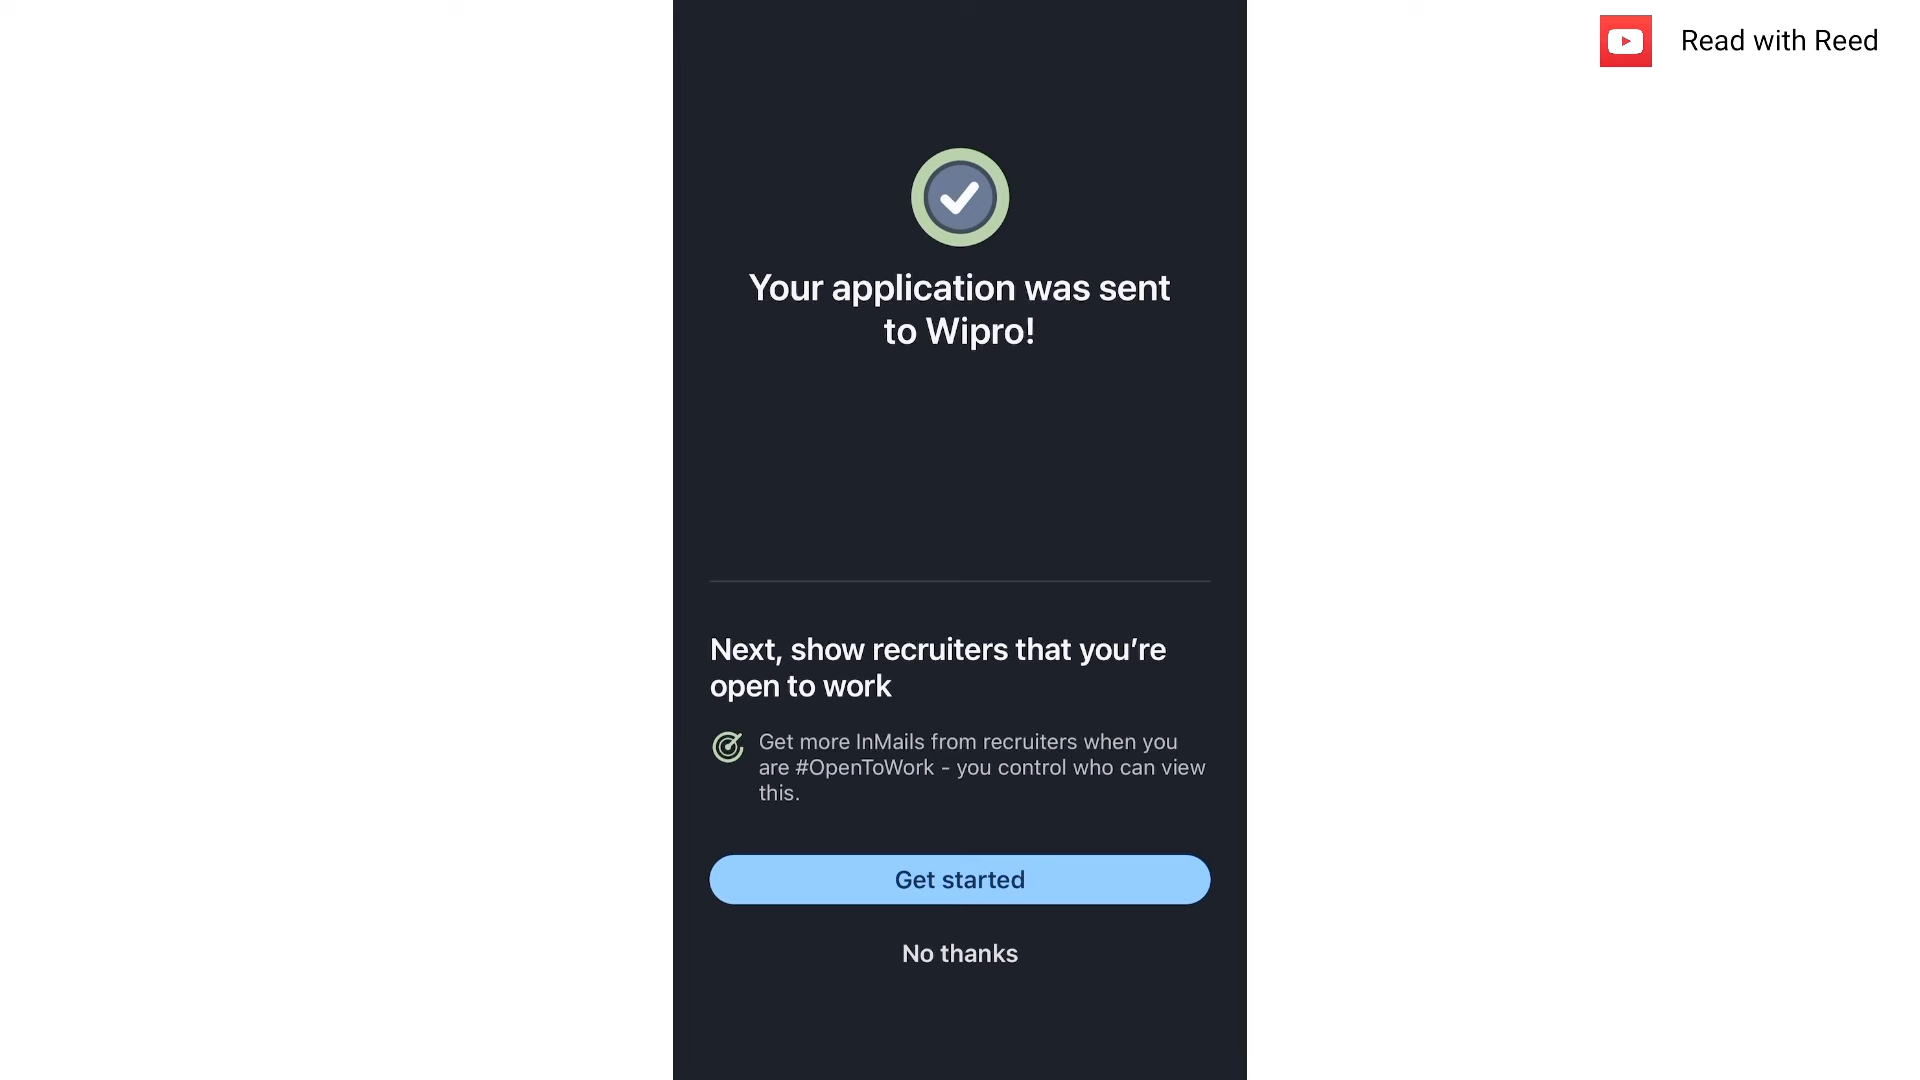 Read with Reed
Your application was sent
to Wipro!
Next, show recruiters that you’re
open to work
Get more InMails from recruiters when you
are #OpenToWork - you control who can view
this.
Get started
No thanks